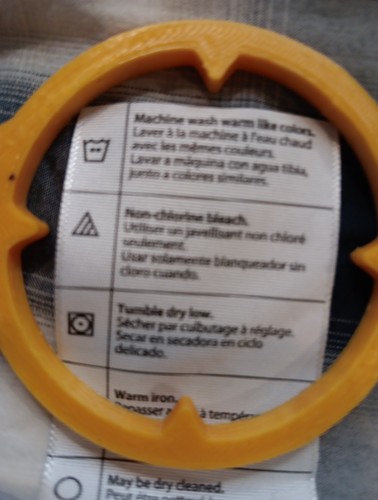 Machine wash warm like colors.
Laver à la machine à l'eau chaud
avec les mêmes couleurs.
Lavar a máquina con agua tibia,
junto a colores similares.
Non-chlorine bleach.
Utiliser un javellisant non chloré
seulement.
Usar solamente blanqueador sin
cloro cuando.
Tumble dry low.
Sécher par culbutage à réglage.
Secar en secadora en ciclo
delicado.
Warm iron.
à
May be dry cleaned.
Peut être